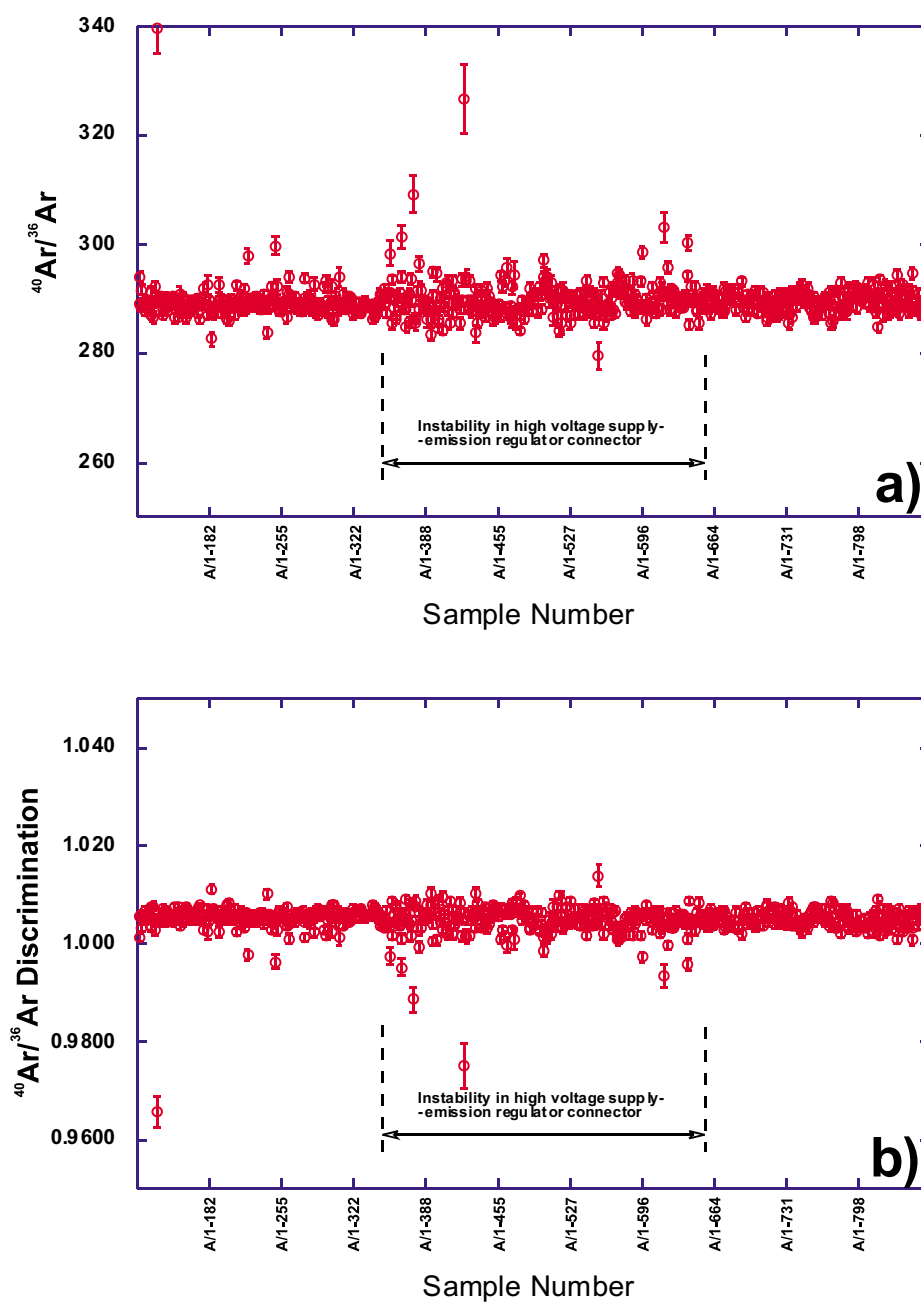 340
320
300
280
260
40Ar/36Ar
Instability in high voltage supply-
-emission regulator connector
a)
A/1-182
A/1-255
A/1-322
A/1-388
A/1-455
A/1-527
A/1-596
A/1-664
A/1-731
A/1-798
Sample Number
1.040
1.020
1.000
0.9800
0.9600
40Ar/36Ar Discrimination
Instability in high voltage supply-
-emission regulator connector
b)
A/1-182
A/1-255
A/1-322
A/1-388
A/1-455
A/1-527
A/1-596
A/1-664
A/1-731
A/1-798
Sample Number